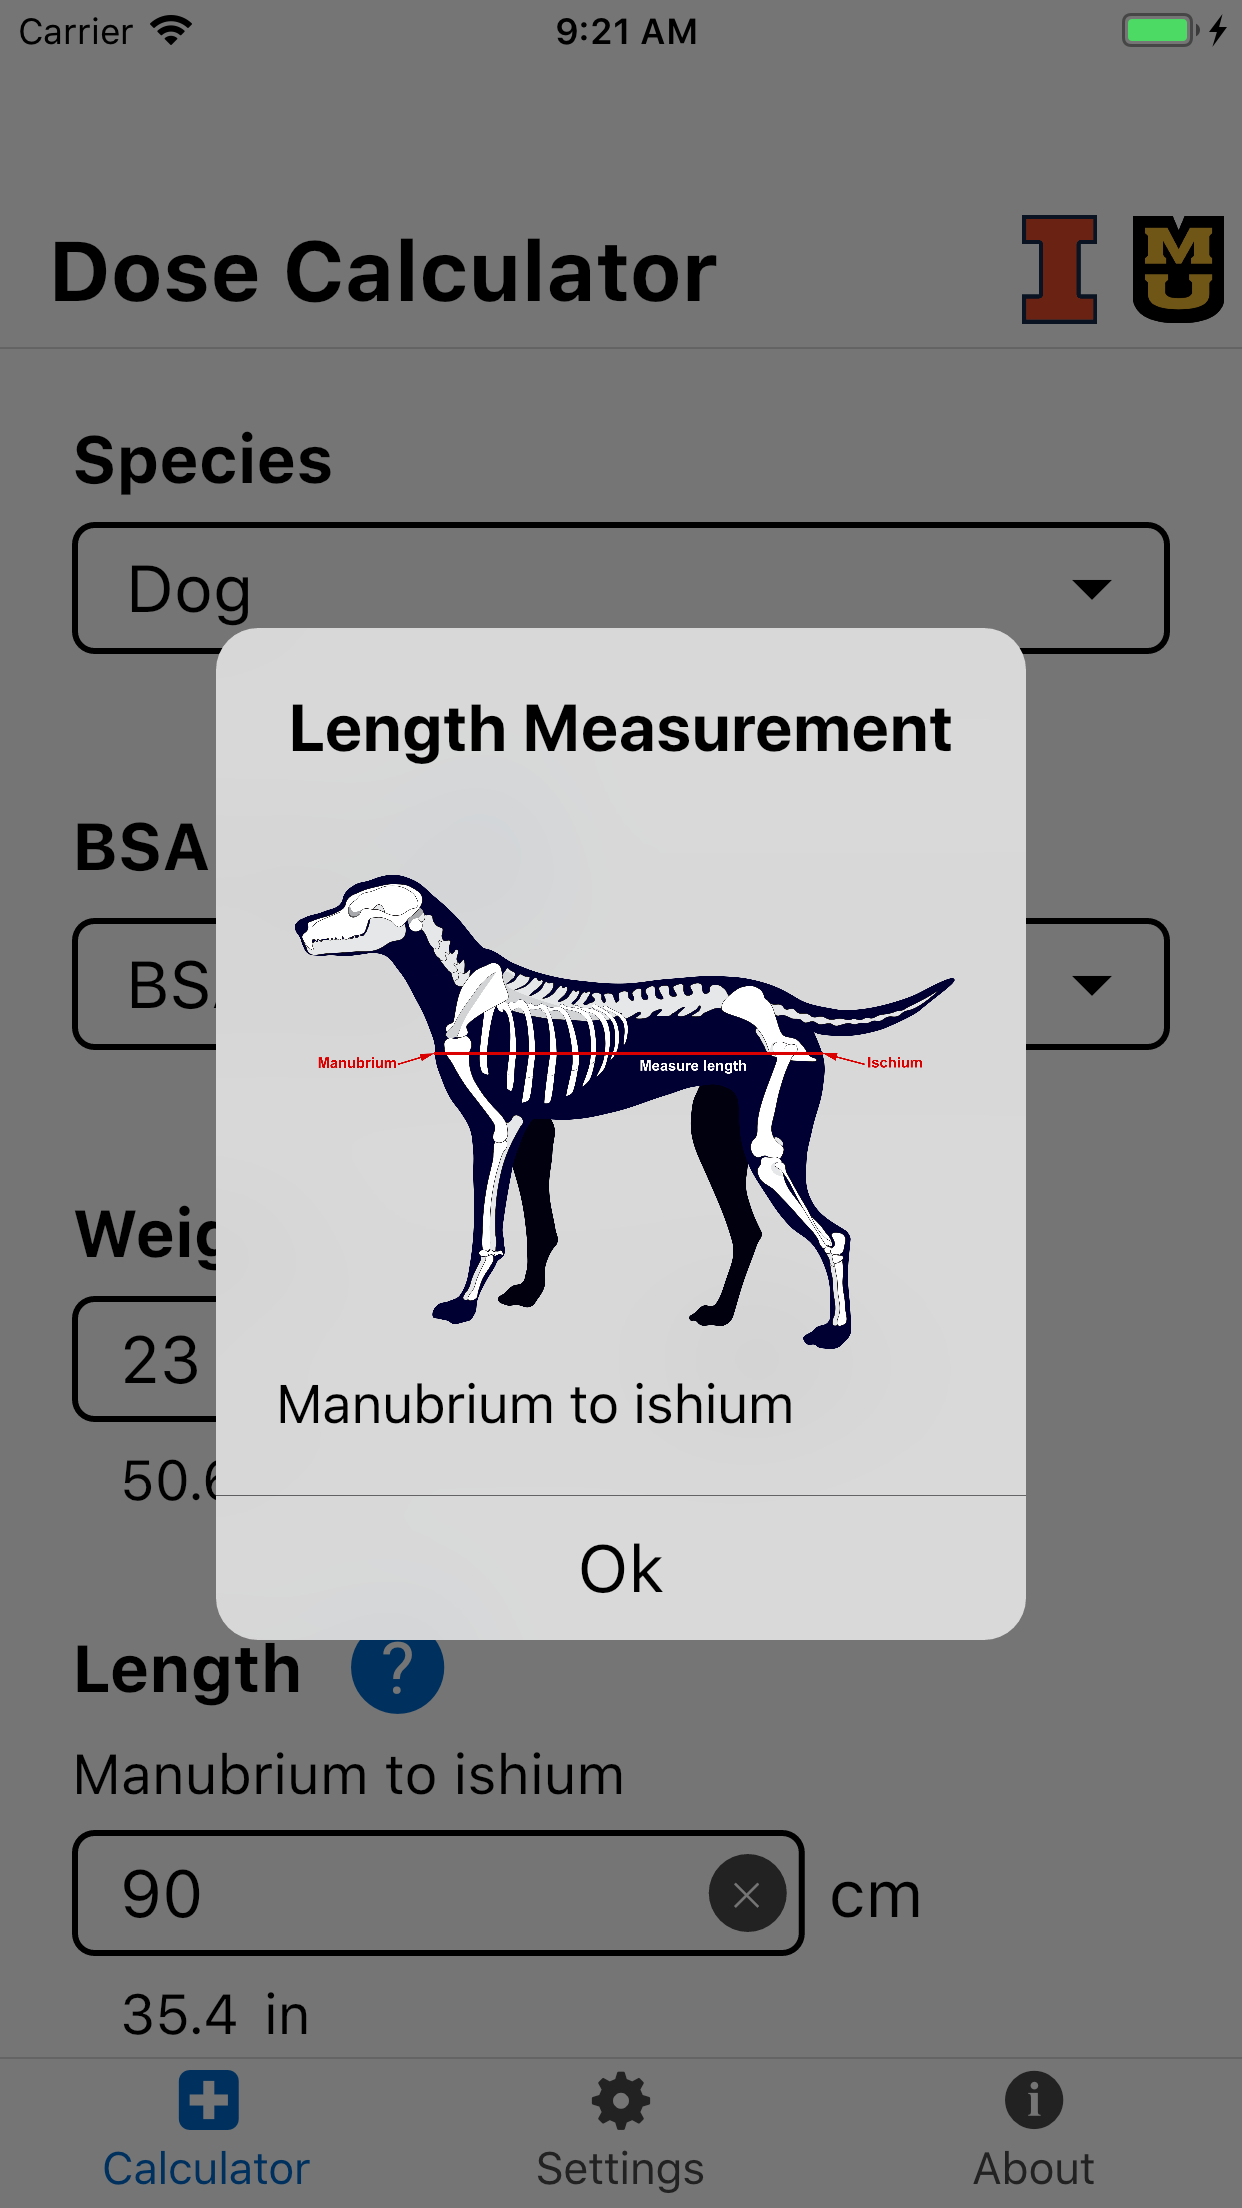 Carrier
9:21 AM
Dose Calculator
I
MU
Species
Dog
Length Measurement
BSA
BSA
Manubrium
Measure length
Ischium
Weig
23
Manubrium to ishium
50.6
Ok
Length ?
Manubrium to ishium
90 cm
35.4 in
Calculator
Settings
About